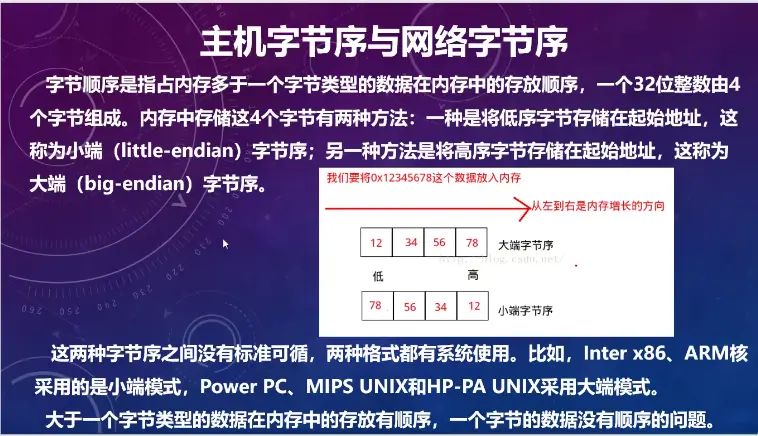 主机字节序与网络字节序
字节顺序是指占内存多于一个字节类型的数据在内存中的存放顺序，一个32位整数由4
个字节组成。内存中存储这4个字节有两种方法：一种是将低序字节存储在起始地址，这
称为小端（little-endian）字节序；另一种方法是将高序字节存储在起始地址，这称为
大端（big-endian）字节序。
我们要将0x12345678这个数据放入内存
从左到右是内存增长的方向
12 34 56 78 大端字节序
低 高
78 56 34 12 小端字节序
这两种字节序之间没有标准可循，两种格式都有系统使用。比如，Inter x86、ARM核
采用的是小端模式，Power PC、MIPS UNIX和HP-PA UNIX采用大端模式。
大于一个字节类型的数据在内存中的存放有顺序，一个字节的数据没有顺序的问题。